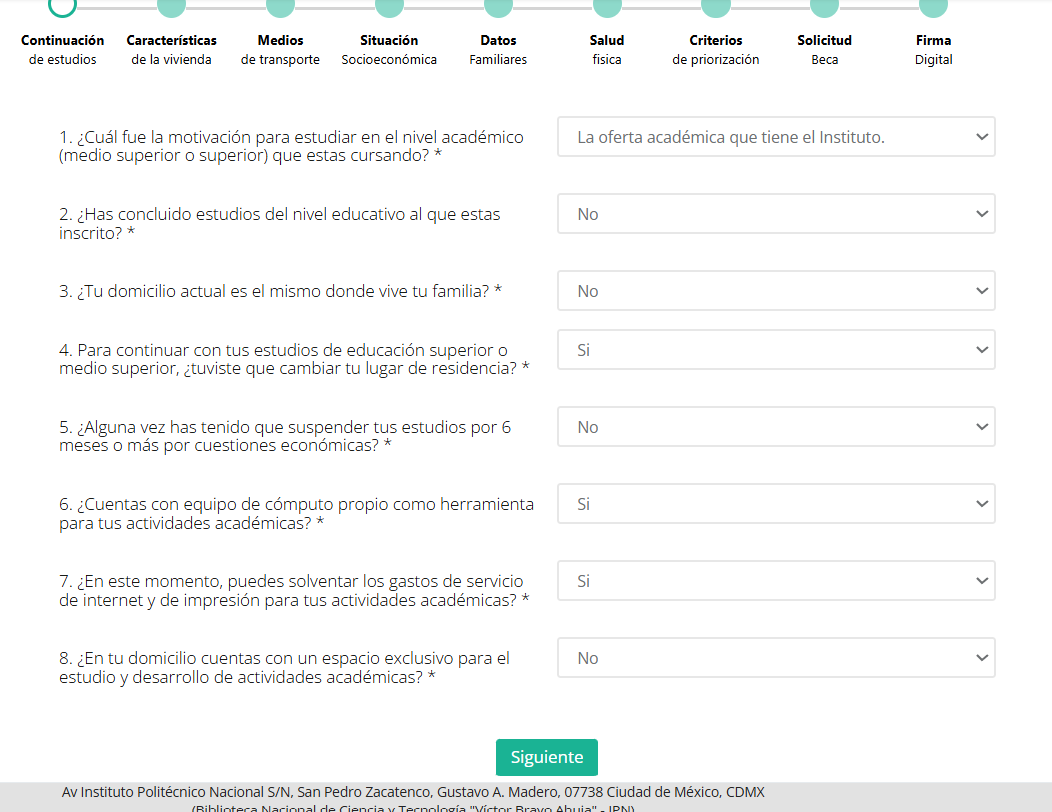 Continuación
de estudios
Características
de la vivienda
Medios
de transporte
Situación
Socioeconómica
Datos
Familiares
Salud
física
Criterios
de priorización
Solicitud
Beca
Firma
Digital
1. ¿Cuál fue la motivación para estudiar en el nivel académico
(medio superior o superior) que estas cursando? *
La oferta académica que tiene el Instituto.
2. ¿Has concluido estudios del nivel educativo al que estas
inscrito? *
No
3. ¿Tu domicilio actual es el mismo donde vive tu familia? *
No
4. Para continuar con tus estudios de educación superior o
medio superior, ¿tuviste que cambiar tu lugar de residencia? *
Si
5. ¿Alguna vez has tenido que suspender tus estudios por 6
meses o más por cuestiones económicas? *
No
6. ¿Cuentas con equipo de cómputo propio como herramienta
para tus actividades académicas? *
Si
7. ¿En este momento, puedes solventar los gastos de servicio
de internet y de impresión para tus actividades académicas? *
Si
8. ¿En tu domicilio cuentas con un espacio exclusivo para el
estudio y desarrollo de actividades académicas? *
No
Siguiente
Av Instituto Politécnico Nacional S/N, San Pedro Zacatenco, Gustavo A. Madero, 07738 Ciudad de México, CDMX
(Biblioteca Nacional de Ciencia y Tecnología "Víctor Bravo Ahuja" - IPN)